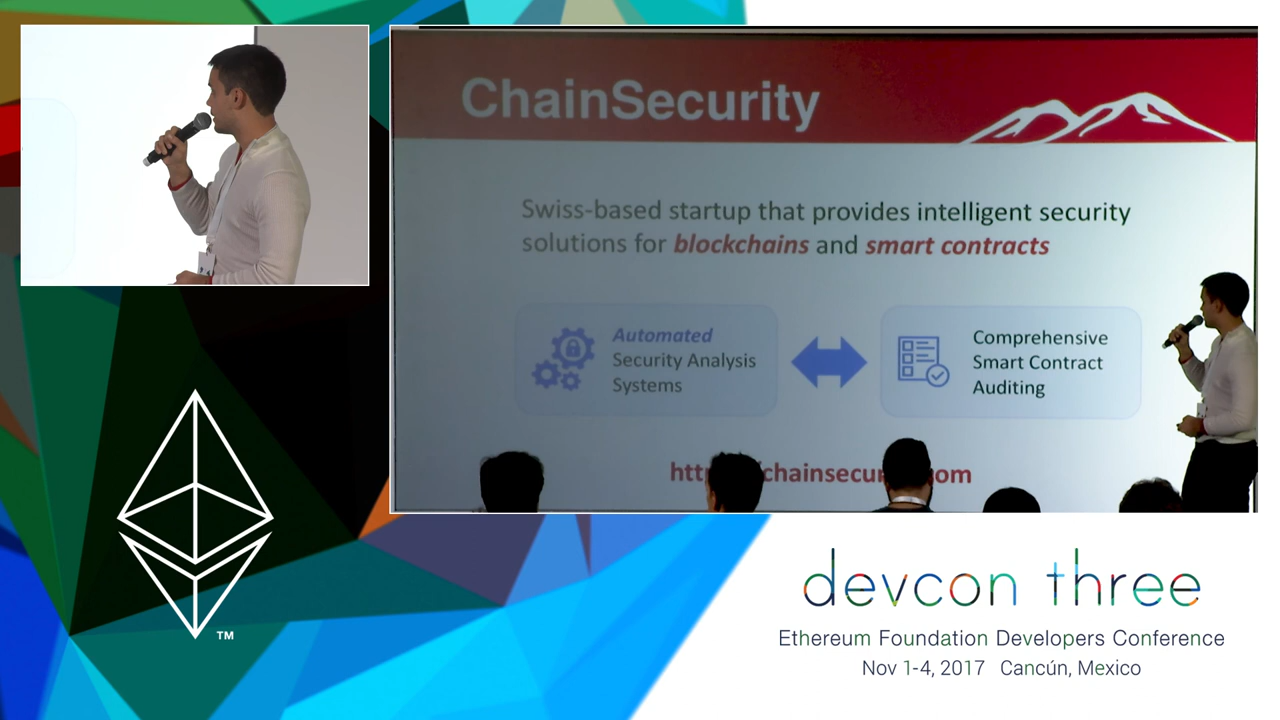 ChainSecurity
Swiss-based startup that provides intelligent security
solutions for blockchains and smart contracts
Automated
Security Analysis
Systems
Comprehensive
Smart Contract
Auditing
TM
devcon three
Ethereum Foundation Developers Conference
Nov 1-4, 2017 Cancún, Mexico